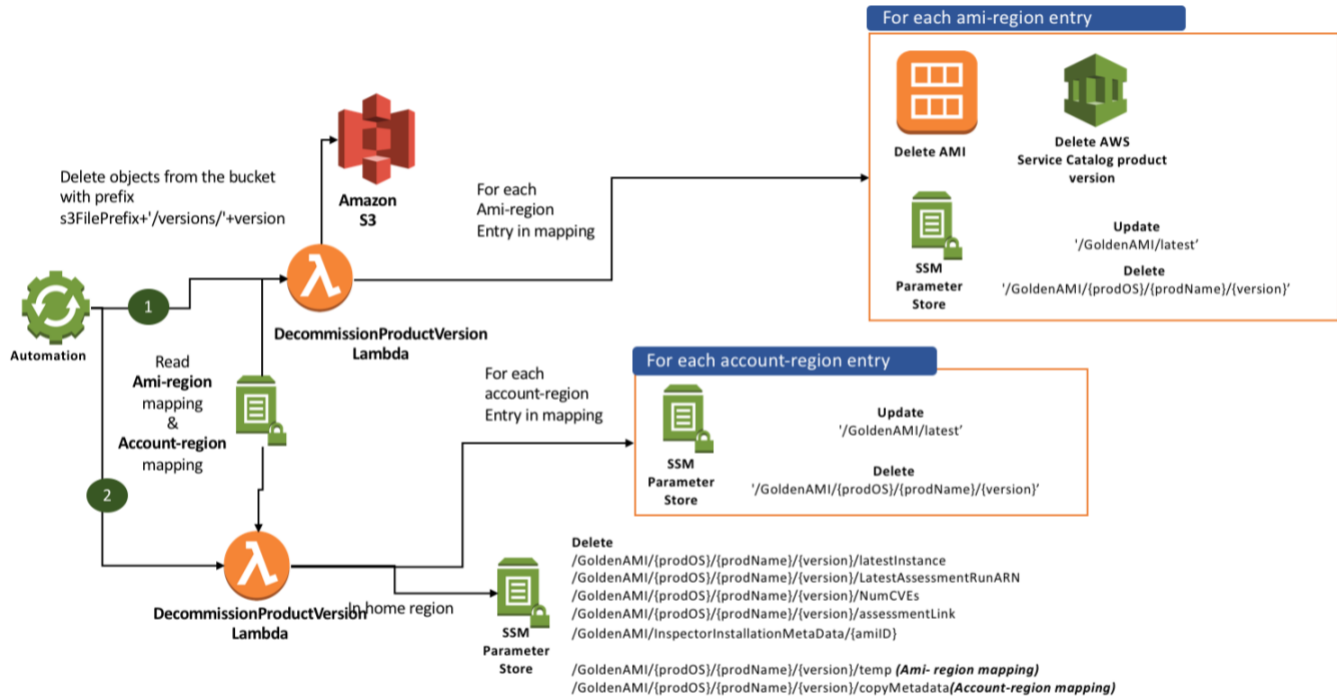 For each ami-region entry
Delete AMI
Delete AWS
Service Catalog product
version
SSM
Parameter
Store
Update
'/GoldenAMI/latest’
Delete
'/GoldenAMI/{prodOS}/{prodName}/{version}’
Delete objects from the bucket
with prefix
s3FilePrefix+'/versions/'+version
Amazon
S3
For each
Ami-region
Entry in mapping
Automation
1
DecommissionProductVersion
Lambda
Read
Ami-region
mapping
&
Account-region
mapping
2
For each
account-region
Entry in mapping
For each account-region entry
SSM
Parameter
Store
Update
'/GoldenAMI/latest’
Delete
'/GoldenAMI/{prodOS}/{prodName}/{version}’
DecommissionProductVersion
Lambda
In home region
SSM
Parameter
Store
Delete
/GoldenAMI/{prodOS}/{prodName}/{version}/latestInstance
/GoldenAMI/{prodOS}/{prodName}/{version}/LatestAssessmentRunARN
/GoldenAMI/{prodOS}/{prodName}/{version}/NumCVEs
/GoldenAMI/{prodOS}/{prodName}/{version}/assessmentLink
/GoldenAMI/InspectorInstallationMetaData/{amiID}
/GoldenAMI/{prodOS}/{prodName}/{version}/temp (Ami- region mapping)
/GoldenAMI/{prodOS}/{prodName}/{version}/copyMetadata(Account-region mapping)